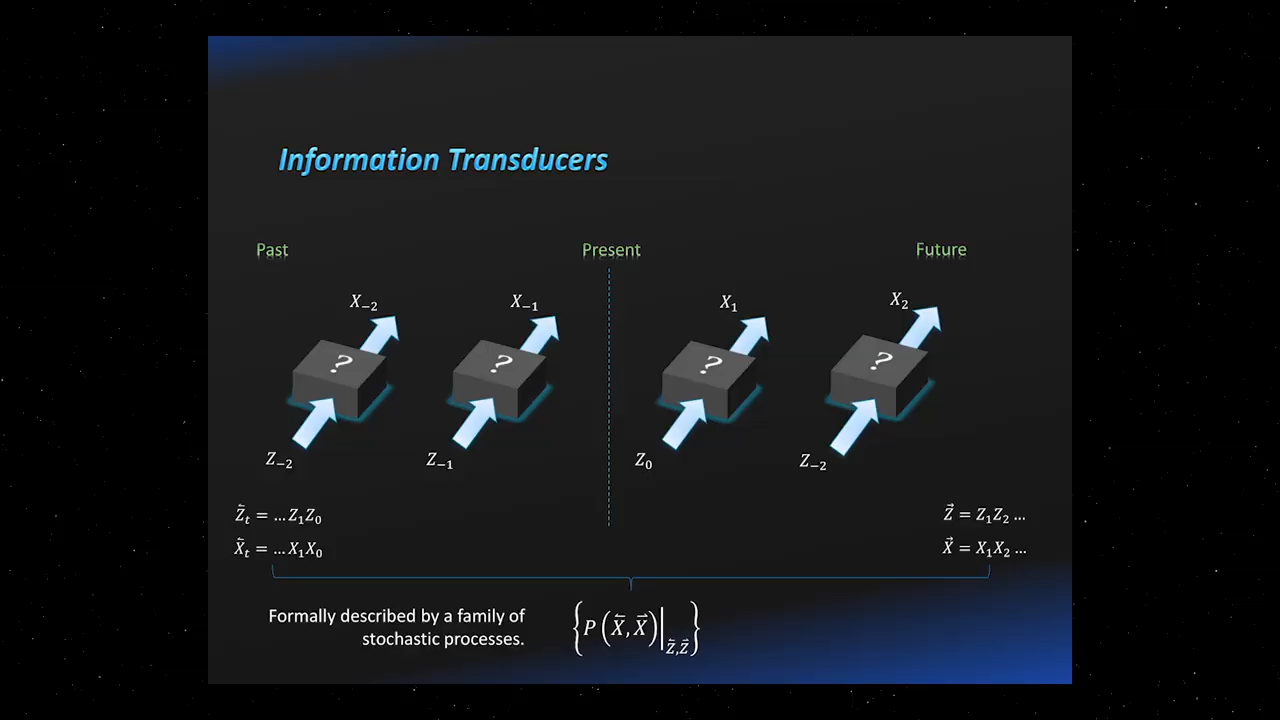 Information Transducers
Past Present Future
X₋₂ X₋₁ X₁ X₂
? ? ? ?
Z₋₂ Z₋₁ Z₀ Z₋₂
Z⃖ₜ = …Z₁Z₀ Z⃗ = Z₁Z₂ …
X⃖ₜ = …X₁X₀ X⃗ = X₁X₂ …
Formally described by a family of
stochastic processes.
{P(X⃖, X⃗)|Z⃖,Z⃗}